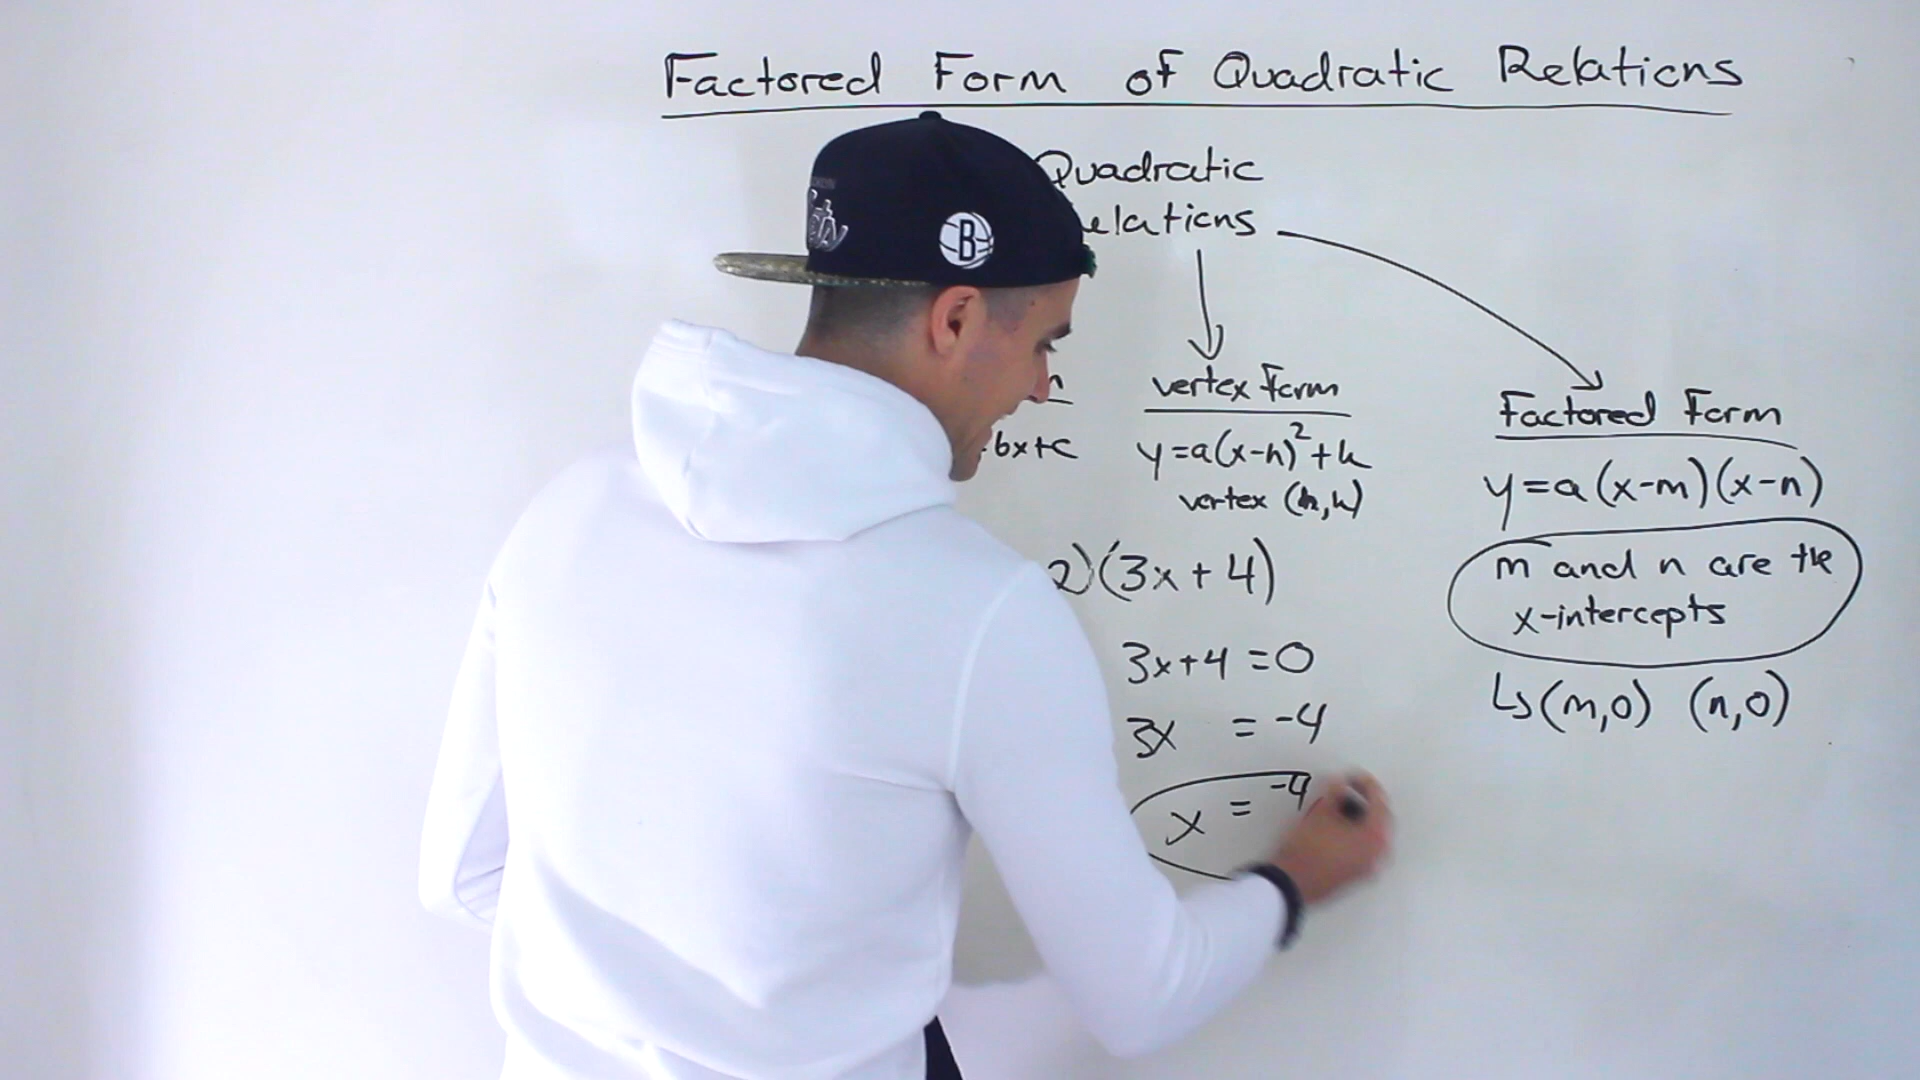 Factored Form of Quadratic Relations
Quadratic
elations
vertex Form
y=a(x-h)²+k
vertex (h,k)
bx+c
Factored Form
y=a(x-m)(x-n)
m and n are the
x-intercepts
↳(m,0) (n,0)
2)(3x+4)
3x+4=0
3x = -4
x = -4
B